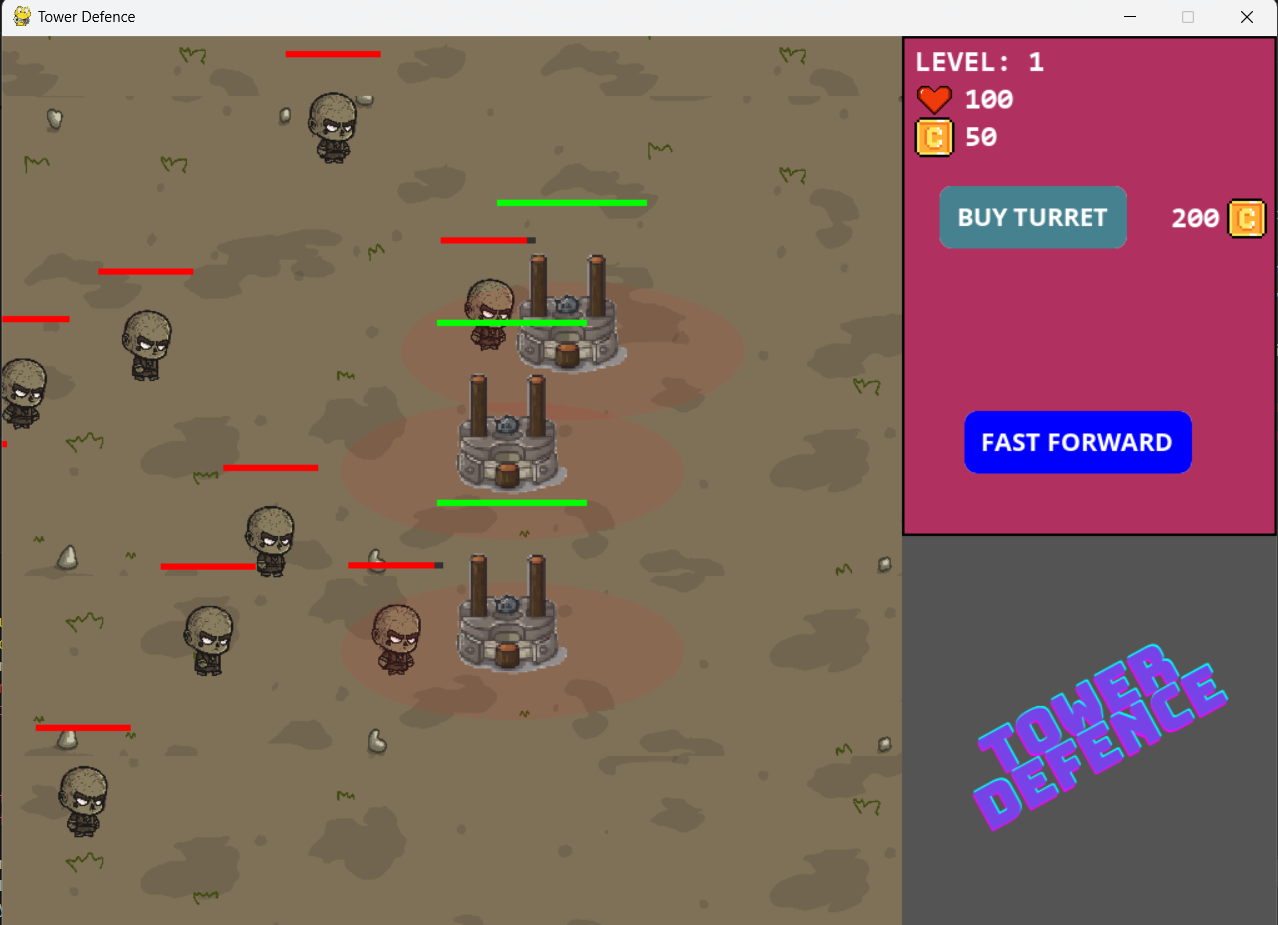 Tower Defence
LEVEL: 1
100
C 50
BUY TURRET 200 C
FAST FORWARD
TOWER
DEFENCE